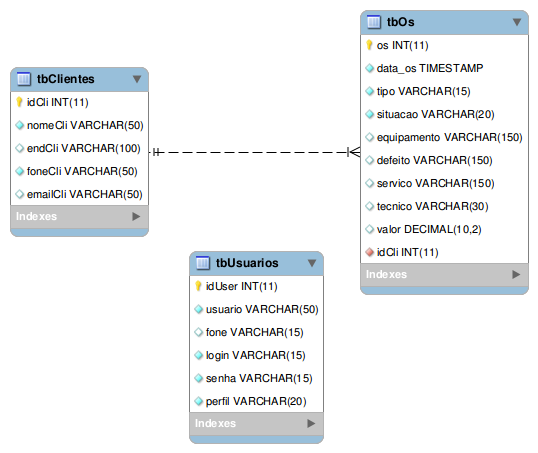 tbClientes
idCli INT(11)
nomeCli VARCHAR(50)
endCli VARCHAR(100)
foneCli VARCHAR(50)
emailCli VARCHAR(50)
Indexes
tbOs
os INT(11)
data_os TIMESTAMP
tipo VARCHAR(15)
situacao VARCHAR(20)
equipamento VARCHAR(150)
defeito VARCHAR(150)
servico VARCHAR(150)
tecnico VARCHAR(30)
valor DECIMAL(10,2)
idCli INT(11)
Indexes
tbUsuarios
idUser INT(11)
usuario VARCHAR(50)
fone VARCHAR(15)
login VARCHAR(15)
senha VARCHAR(15)
perfil VARCHAR(20)
Indexes